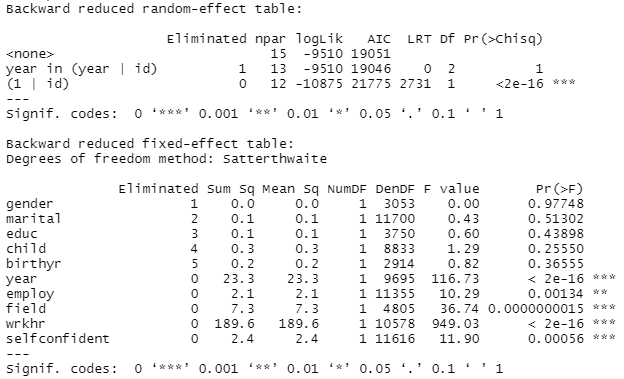 Backward reduced random-effect table:
Eliminated npar logLik AIC LRT Df Pr(>Chisq)
<none> 15 -9510 19051
year in (year | id) 1 13 -9510 19046 0 2 1
(1 | id) 0 12 -10875 21775 2731 1 <2e-16 ***
---
Signif. codes: 0 ‘***’ 0.001 ‘**’ 0.01 ‘*’ 0.05 ‘.’ 0.1 ‘ ’ 1
Backward reduced fixed-effect table:
Degrees of freedom method: Satterthwaite
Eliminated Sum Sq Mean Sq NumDF DenDF F value Pr(>F)
gender 1 0.0 0.0 1 3053 0.00 0.97748
marital 2 0.1 0.1 1 11700 0.43 0.51302
educ 3 0.1 0.1 1 3750 0.60 0.43898
child 4 0.3 0.3 1 8833 1.29 0.25550
birthyr 5 0.2 0.2 1 2914 0.82 0.36555
year 0 23.3 23.3 1 9695 116.73 < 2e-16 ***
employ 0 2.1 2.1 1 11355 10.29 0.00134 **
field 0 7.3 7.3 1 4805 36.74 0.0000000015 ***
wrkhr 0 189.6 189.6 1 10578 949.03 < 2e-16 ***
selfconfident 0 2.4 2.4 1 11616 11.90 0.00056 ***
---
Signif. codes: 0 ‘***’ 0.001 ‘**’ 0.01 ‘*’ 0.05 ‘.’ 0.1 ‘ ’ 1